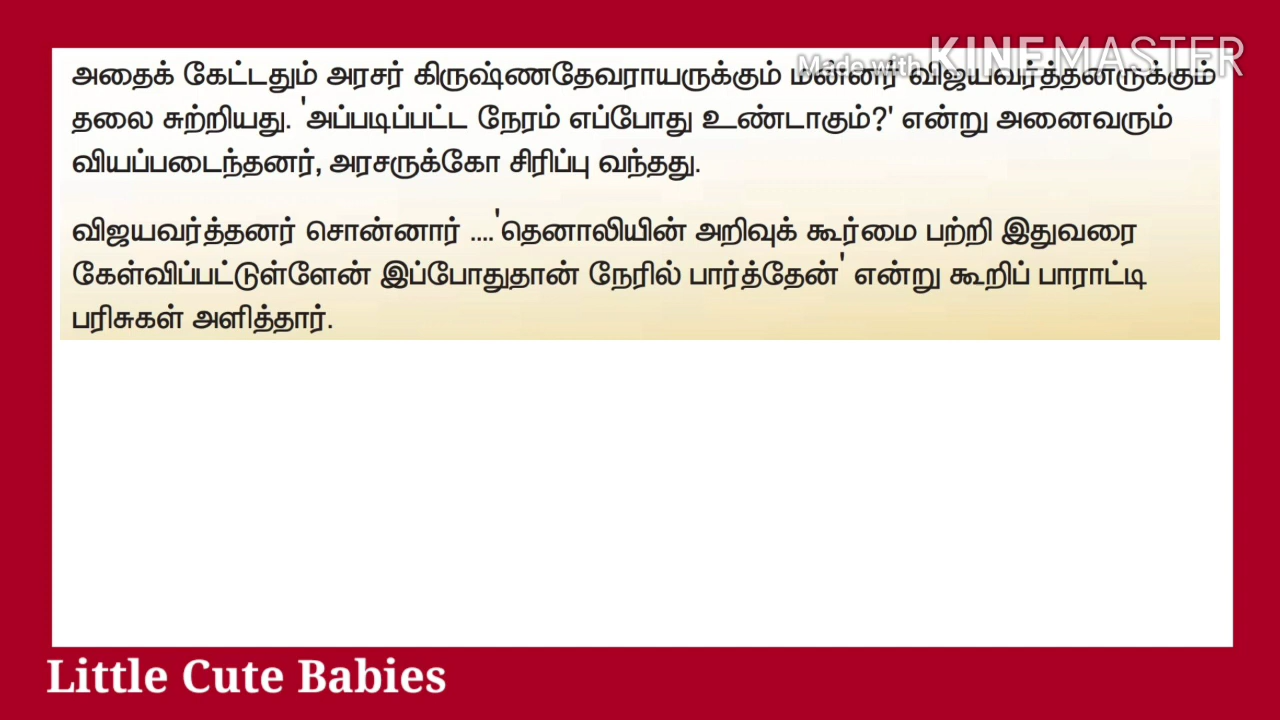 Made with KINEMASTER
அதைக் கேட்டதும் அரசர் கிருஷ்ணதேவராயருக்கும் மன்னர் விஜயவர்த்தனருக்கும்
தலை சுற்றியது. 'அப்படிப்பட்ட நேரம் எப்போது உண்டாகும்?' என்று அனைவரும்
வியப்படைந்தனர், அரசருக்கோ சிரிப்பு வந்தது.
விஜயவர்த்தனர் சொன்னார் ....'தெனாலியின் அறிவுக் கூர்மை பற்றி இதுவரை
கேள்விப்பட்டுள்ளேன் இப்போதுதான் நேரில் பார்த்தேன்' என்று கூறிப் பாராட்டி
பரிசுகள் அளித்தார்.
Little Cute Babies